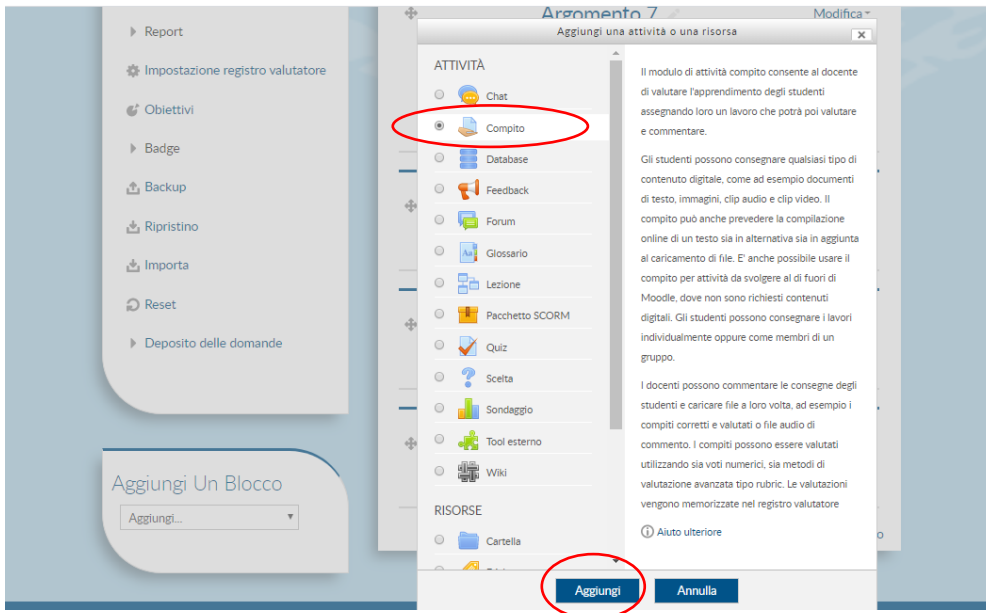 Report
Impostazione registro valutatore
Obiettivi
Badge
Backup
Ripristino
Importa
Reset
Deposito delle domande
Aggiungi Un Blocco
Aggiungi...
Argomento 7
Modifica
Aggiungi una attività o una risorsa
x
ATTIVITÀ
Chat
Compito
Database
Feedback
Forum
Aa
Glossario
Lezione
Pacchetto SCORM
Quiz
Scelta
Sondaggio
Tool esterno
Wiki
RISORSE
Cartella
Il modulo di attività compito consente al docente
di valutare l'apprendimento degli studenti
assegnando loro un lavoro che potrà poi valutare
e commentare.
Gli studenti possono consegnare qualsiasi tipo di
contenuto digitale, come ad esempio documenti
di testo, immagini, clip audio e clip video. Il
compito può anche prevedere la compilazione
online di un testo sia in alternativa sia in aggiunta
al caricamento di file. E' anche possibile usare il
compito per attività da svolgere al di fuori di
Moodle, dove non sono richiesti contenuti
digitali. Gli studenti possono consegnare i lavori
individualmente oppure come membri di un
gruppo.
I docenti possono commentare le consegne degli
studenti e caricare file a loro volta, ad esempio i
compiti corretti e valutati o file audio di
commento. I compiti possono essere valutati
utilizzando sia voti numerici, sia metodi di
valutazione avanzata tipo rubric. Le valutazioni
vengono memorizzate nel registro valutatore
Aiuto ulteriore
Aggiungi
Annulla